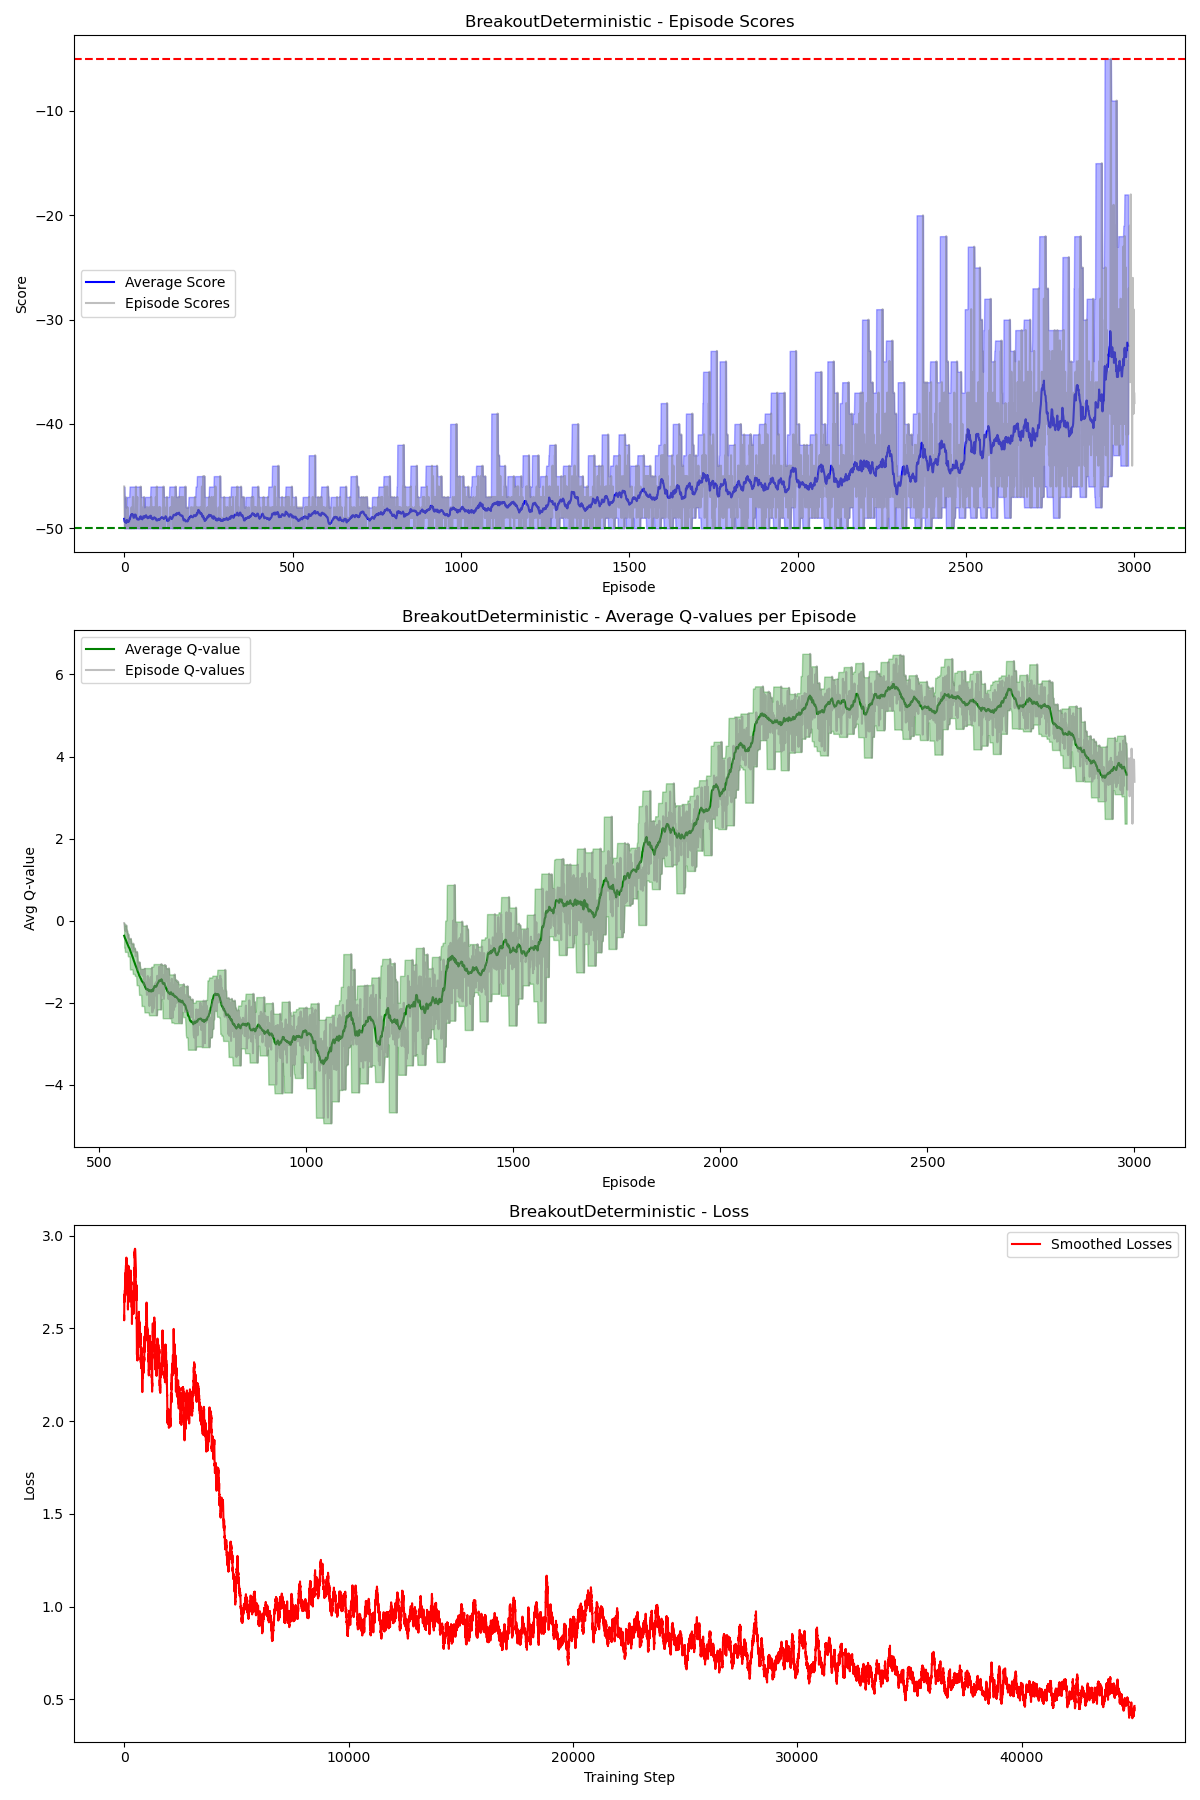 BreakoutDeterministic - Episode Scores
Score
−10
−20
−30
−40
−50
Average Score
Episode Scores
0 500 1000 1500 2000 2500 3000
Episode
BreakoutDeterministic - Average Q-values per Episode
Avg Q-value
6
4
2
0
−2
−4
Average Q-value
Episode Q-values
500 1000 1500 2000 2500 3000
Episode
BreakoutDeterministic - Loss
Loss
3.0
2.5
2.0
1.5
1.0
0.5
Smoothed Losses
0 10000 20000 30000 40000
Training Step